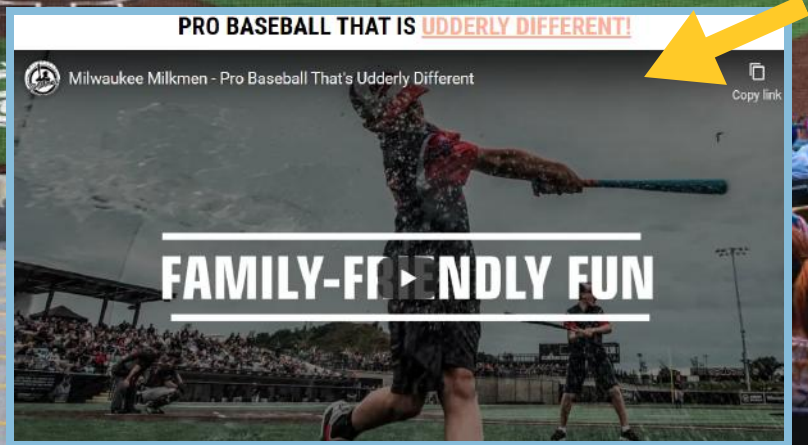 PRO BASEBALL THAT IS UDDERLY DIFFERENT!
Milwaukee Milkmen - Pro Baseball That's Udderly Different
Copy link
FAMILY-FRIENDLY FUN